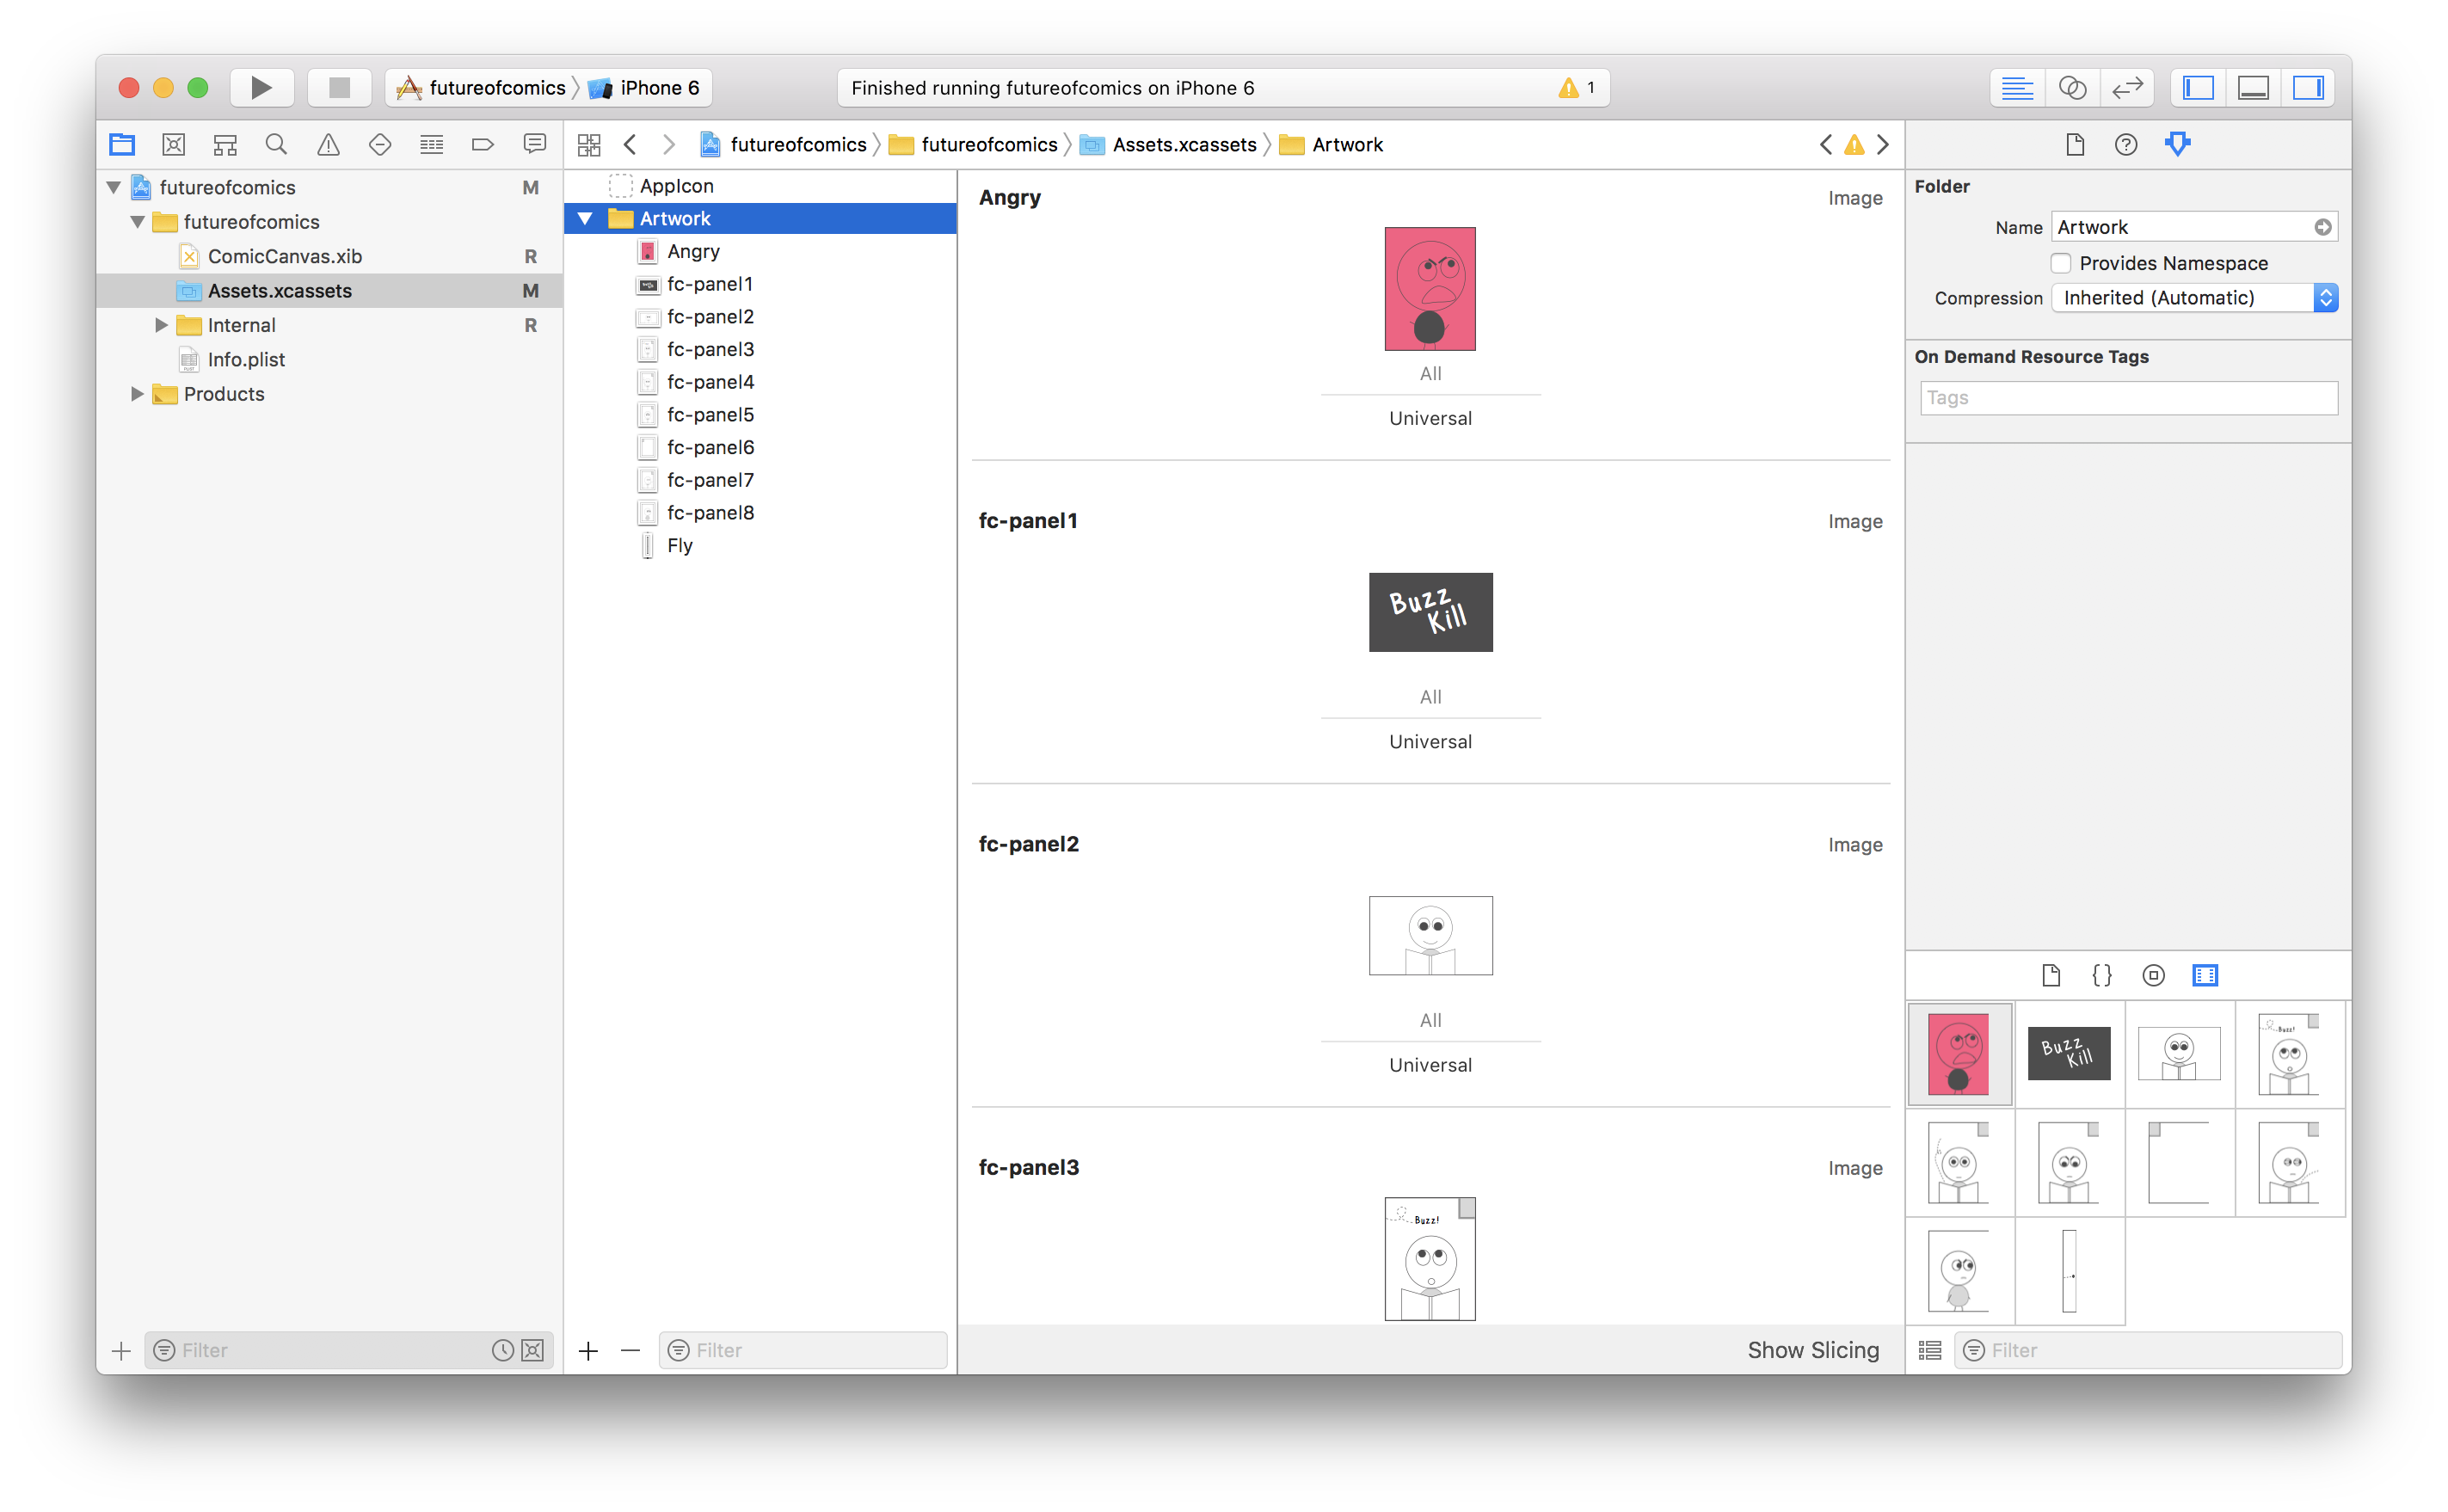 futureofcomics iPhone 6
Finished running futureofcomics on iPhone 6
1
futureofcomics futureofcomics Assets.xcassets Artwork
futureofcomics M
futureofcomics
ComicCanvas.xib R
Assets.xcassets M
Internal R
Info.plist
Products
Filter
AppIcon
Artwork
Angry
fc-panel1
fc-panel2
fc-panel3
fc-panel4
fc-panel5
fc-panel6
fc-panel7
fc-panel8
Fly
Filter
Angry Image
All
Universal
fc-panel1 Image
Buzz
Kill
All
Universal
fc-panel2 Image
All
Universal
fc-panel3 Image
Buzz!
Show Slicing
Folder
Name Artwork
Provides Namespace
Compression Inherited (Automatic)
On Demand Resource Tags
Tags
{}
Buzz
Kill
Buzz!
Filter